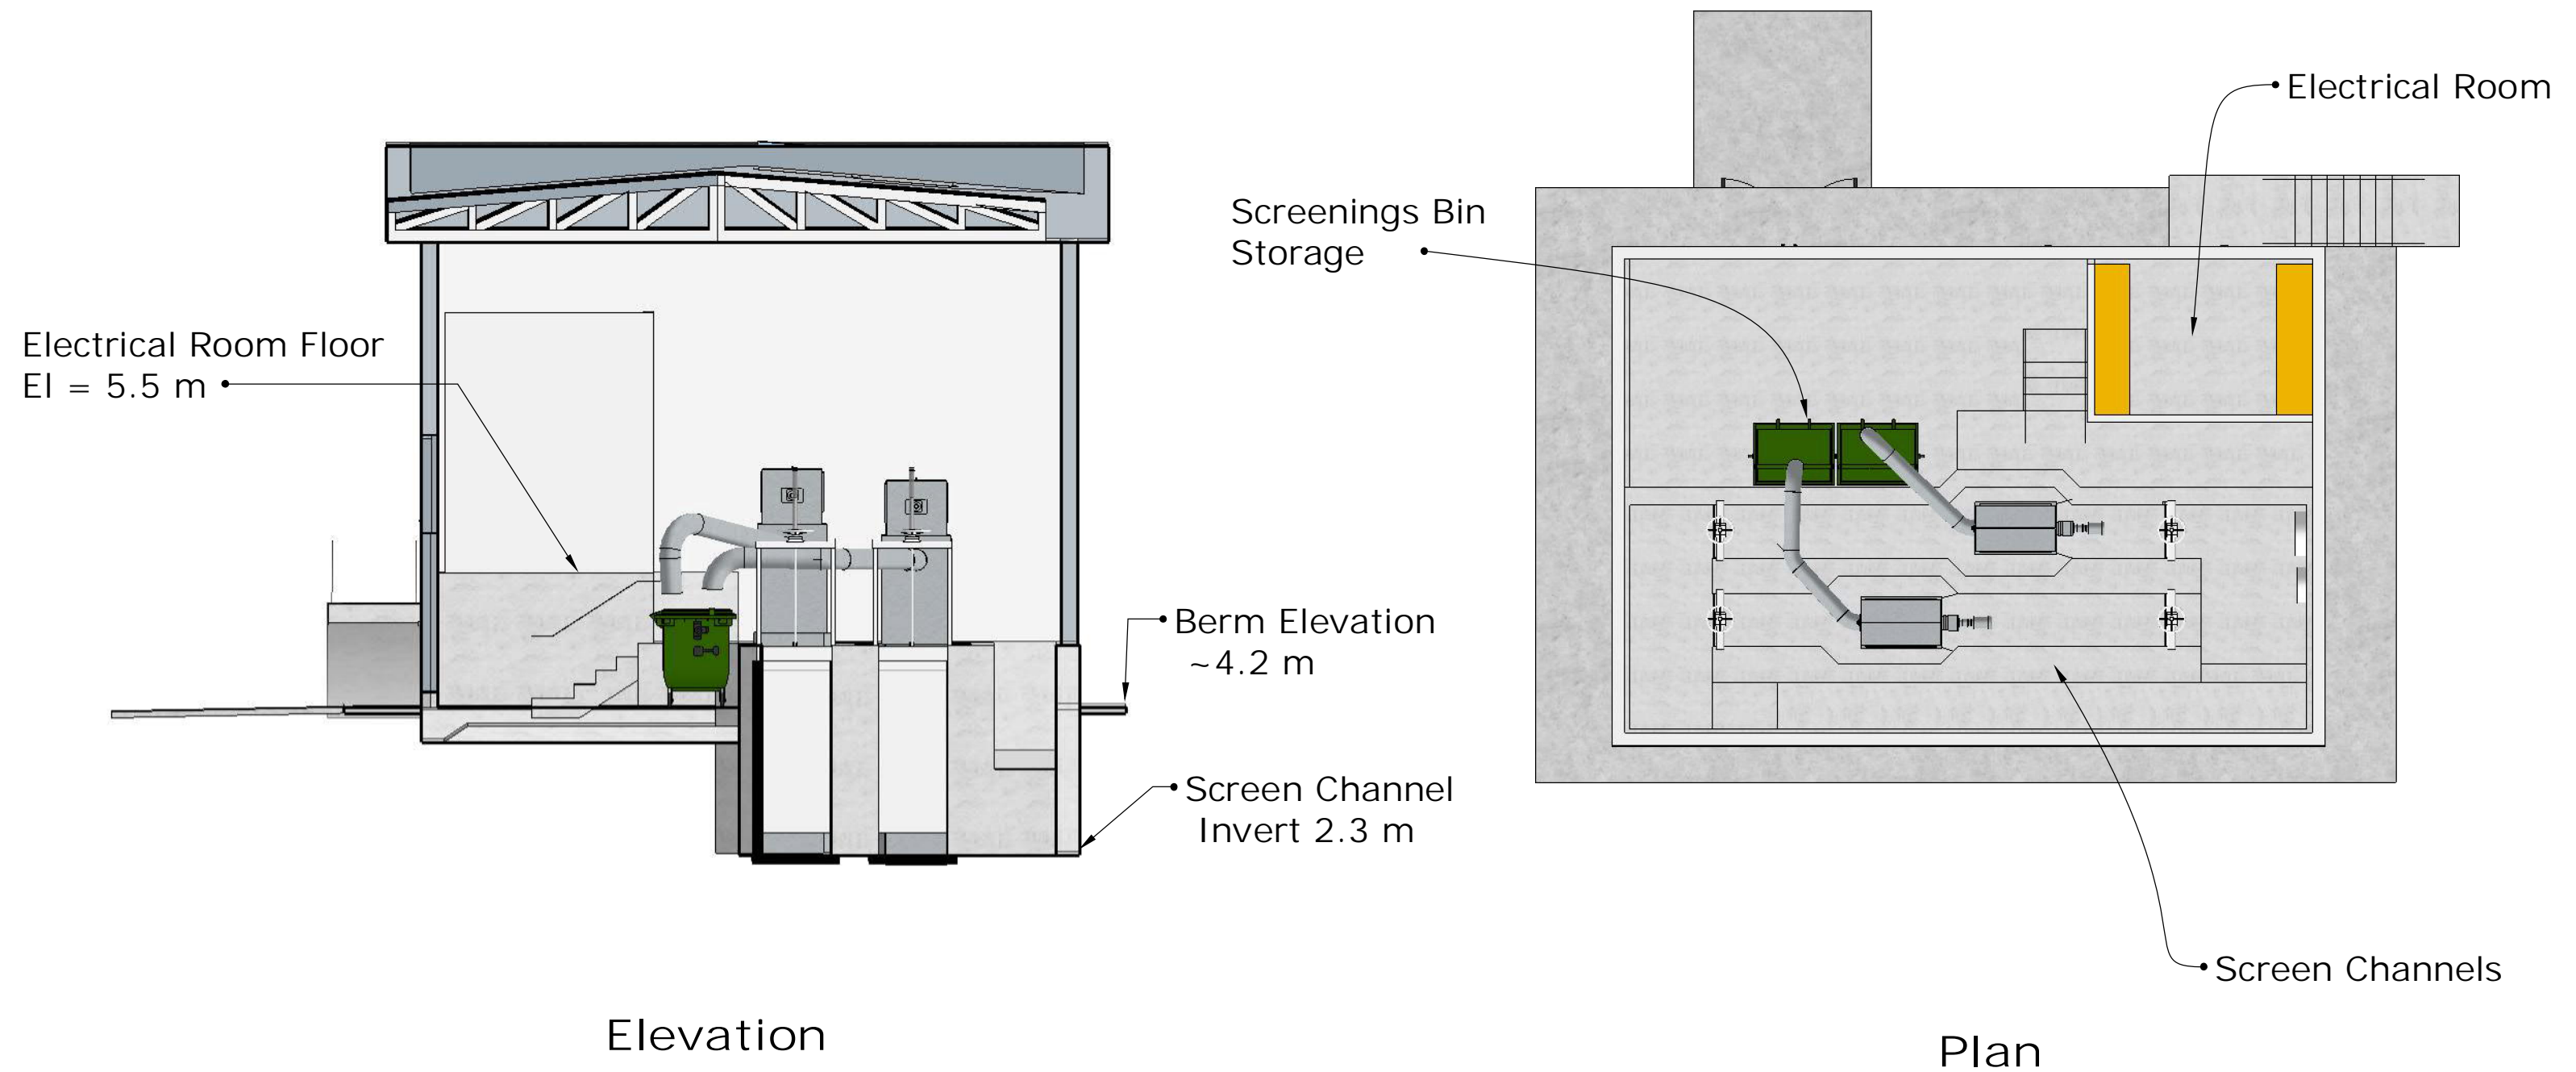 Electrical Room Floor
El = 5.5 m
Berm Elevation
~4.2 m
Screen Channel
Invert 2.3 m
Elevation
Screenings Bin
Storage
Electrical Room
Screen Channels
Plan